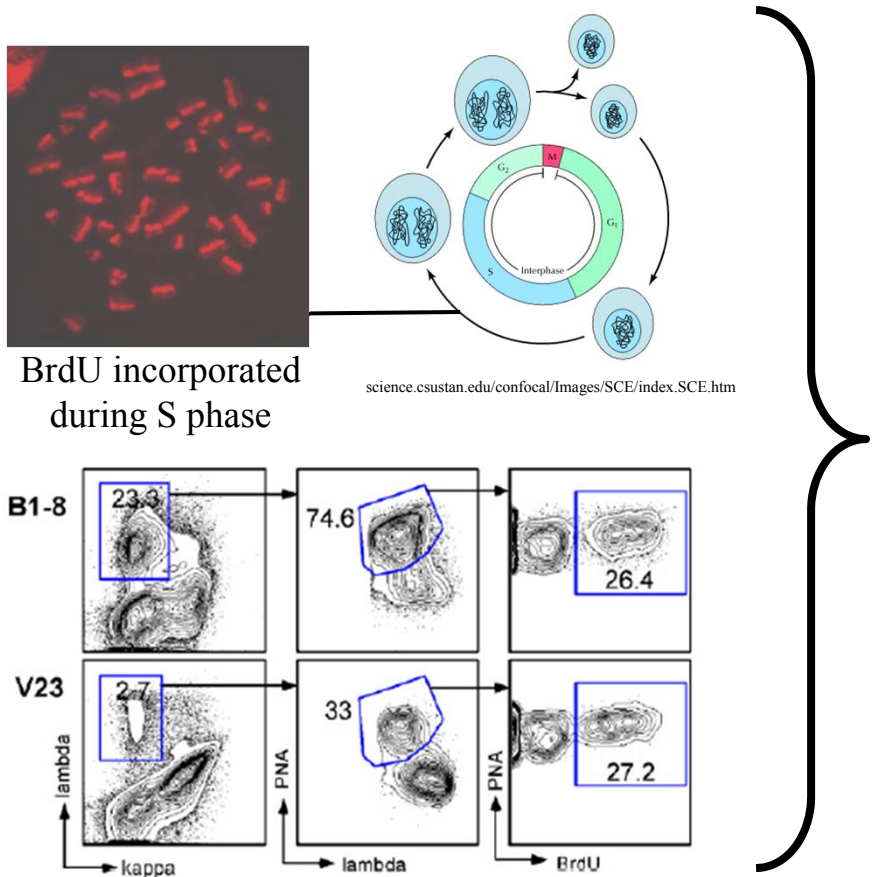 G₂
M
G₁
S
Interphase
BrdU incorporated
during S phase
science.csustan.edu/confocal/Images/SCE/index.SCE.htm
B1-8
23.3
74.6
26.4
V23
2.7
33
27.2
lambda
kappa
PNA
lambda
PNA
BrdU